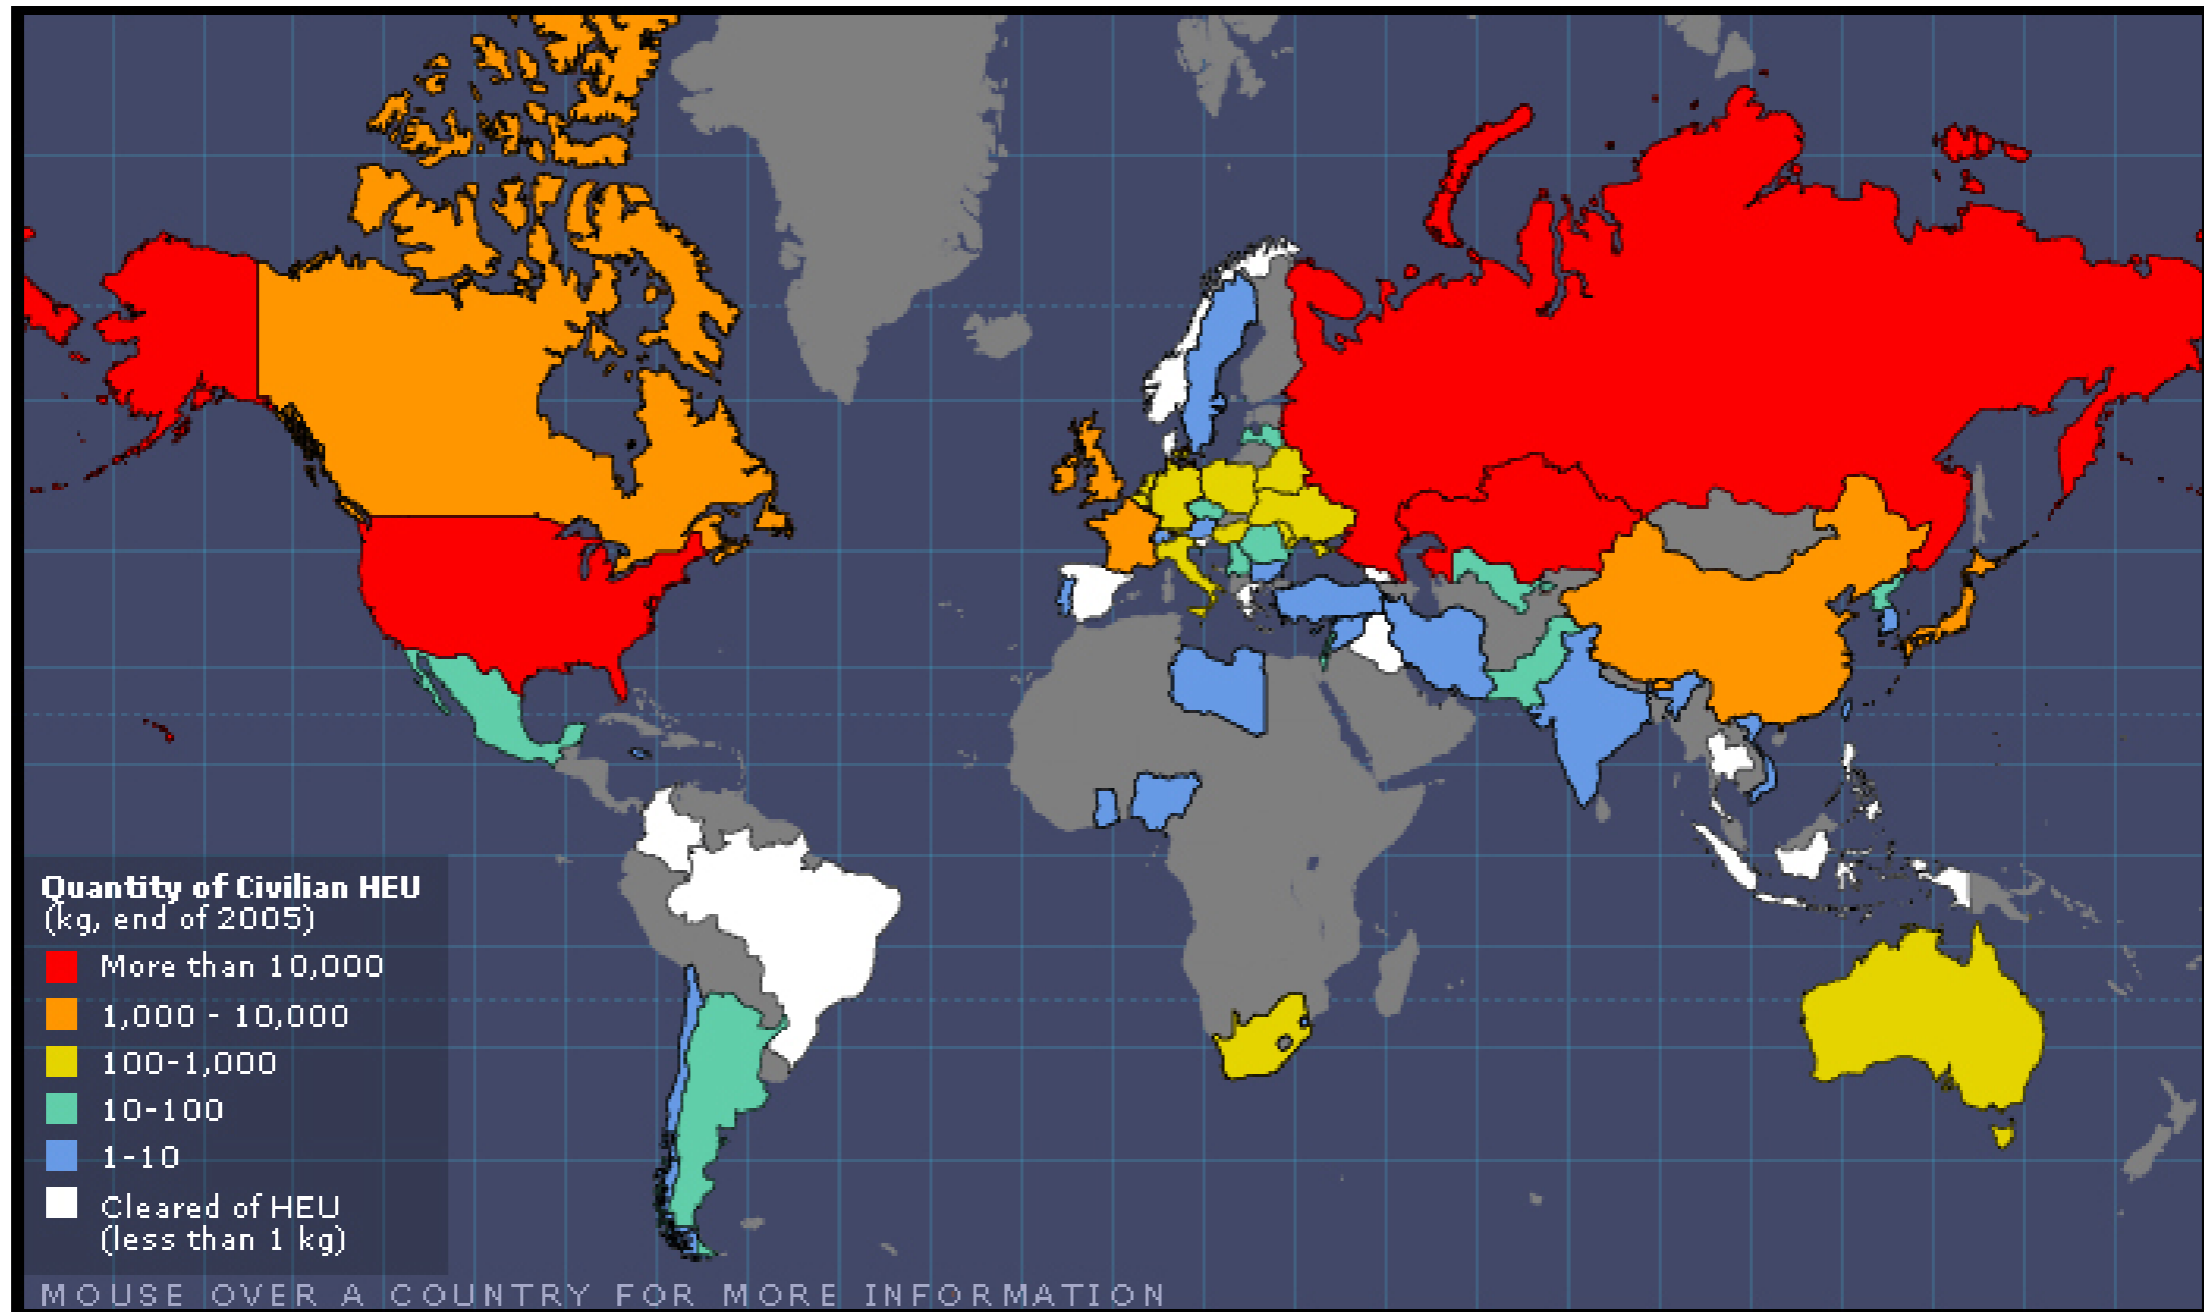 Quantity of Civilian HEU
(kg, end of 2005)
More than 10,000
1,000 - 10,000
100-1,000
10-100
1-10
Cleared of HEU
(less than 1 kg)
MOUSE OVER A COUNTRY FOR MORE INFORMATION